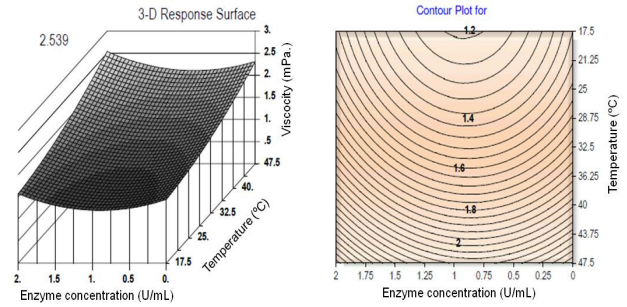 3-D Response Surface
2.539
3.
2.5
2.
1.5
1.
.5
47.5
Viscocity (mPa.)
40.
32.5
25.
17.5
Temperature (ºC)
2. 1.5 1. 0.5 0.
Enzyme concentration (U/mL)
Contour Plot for
1.2
1.4
1.6
1.8
2
17.5
21.25
25
28.75
32.5
36.25
40
43.75
47.5
Temperature (ºC)
2 1.75 1.5 1.25 1 0.75 0.5 0.25 0
Enzyme concentration (U/mL)